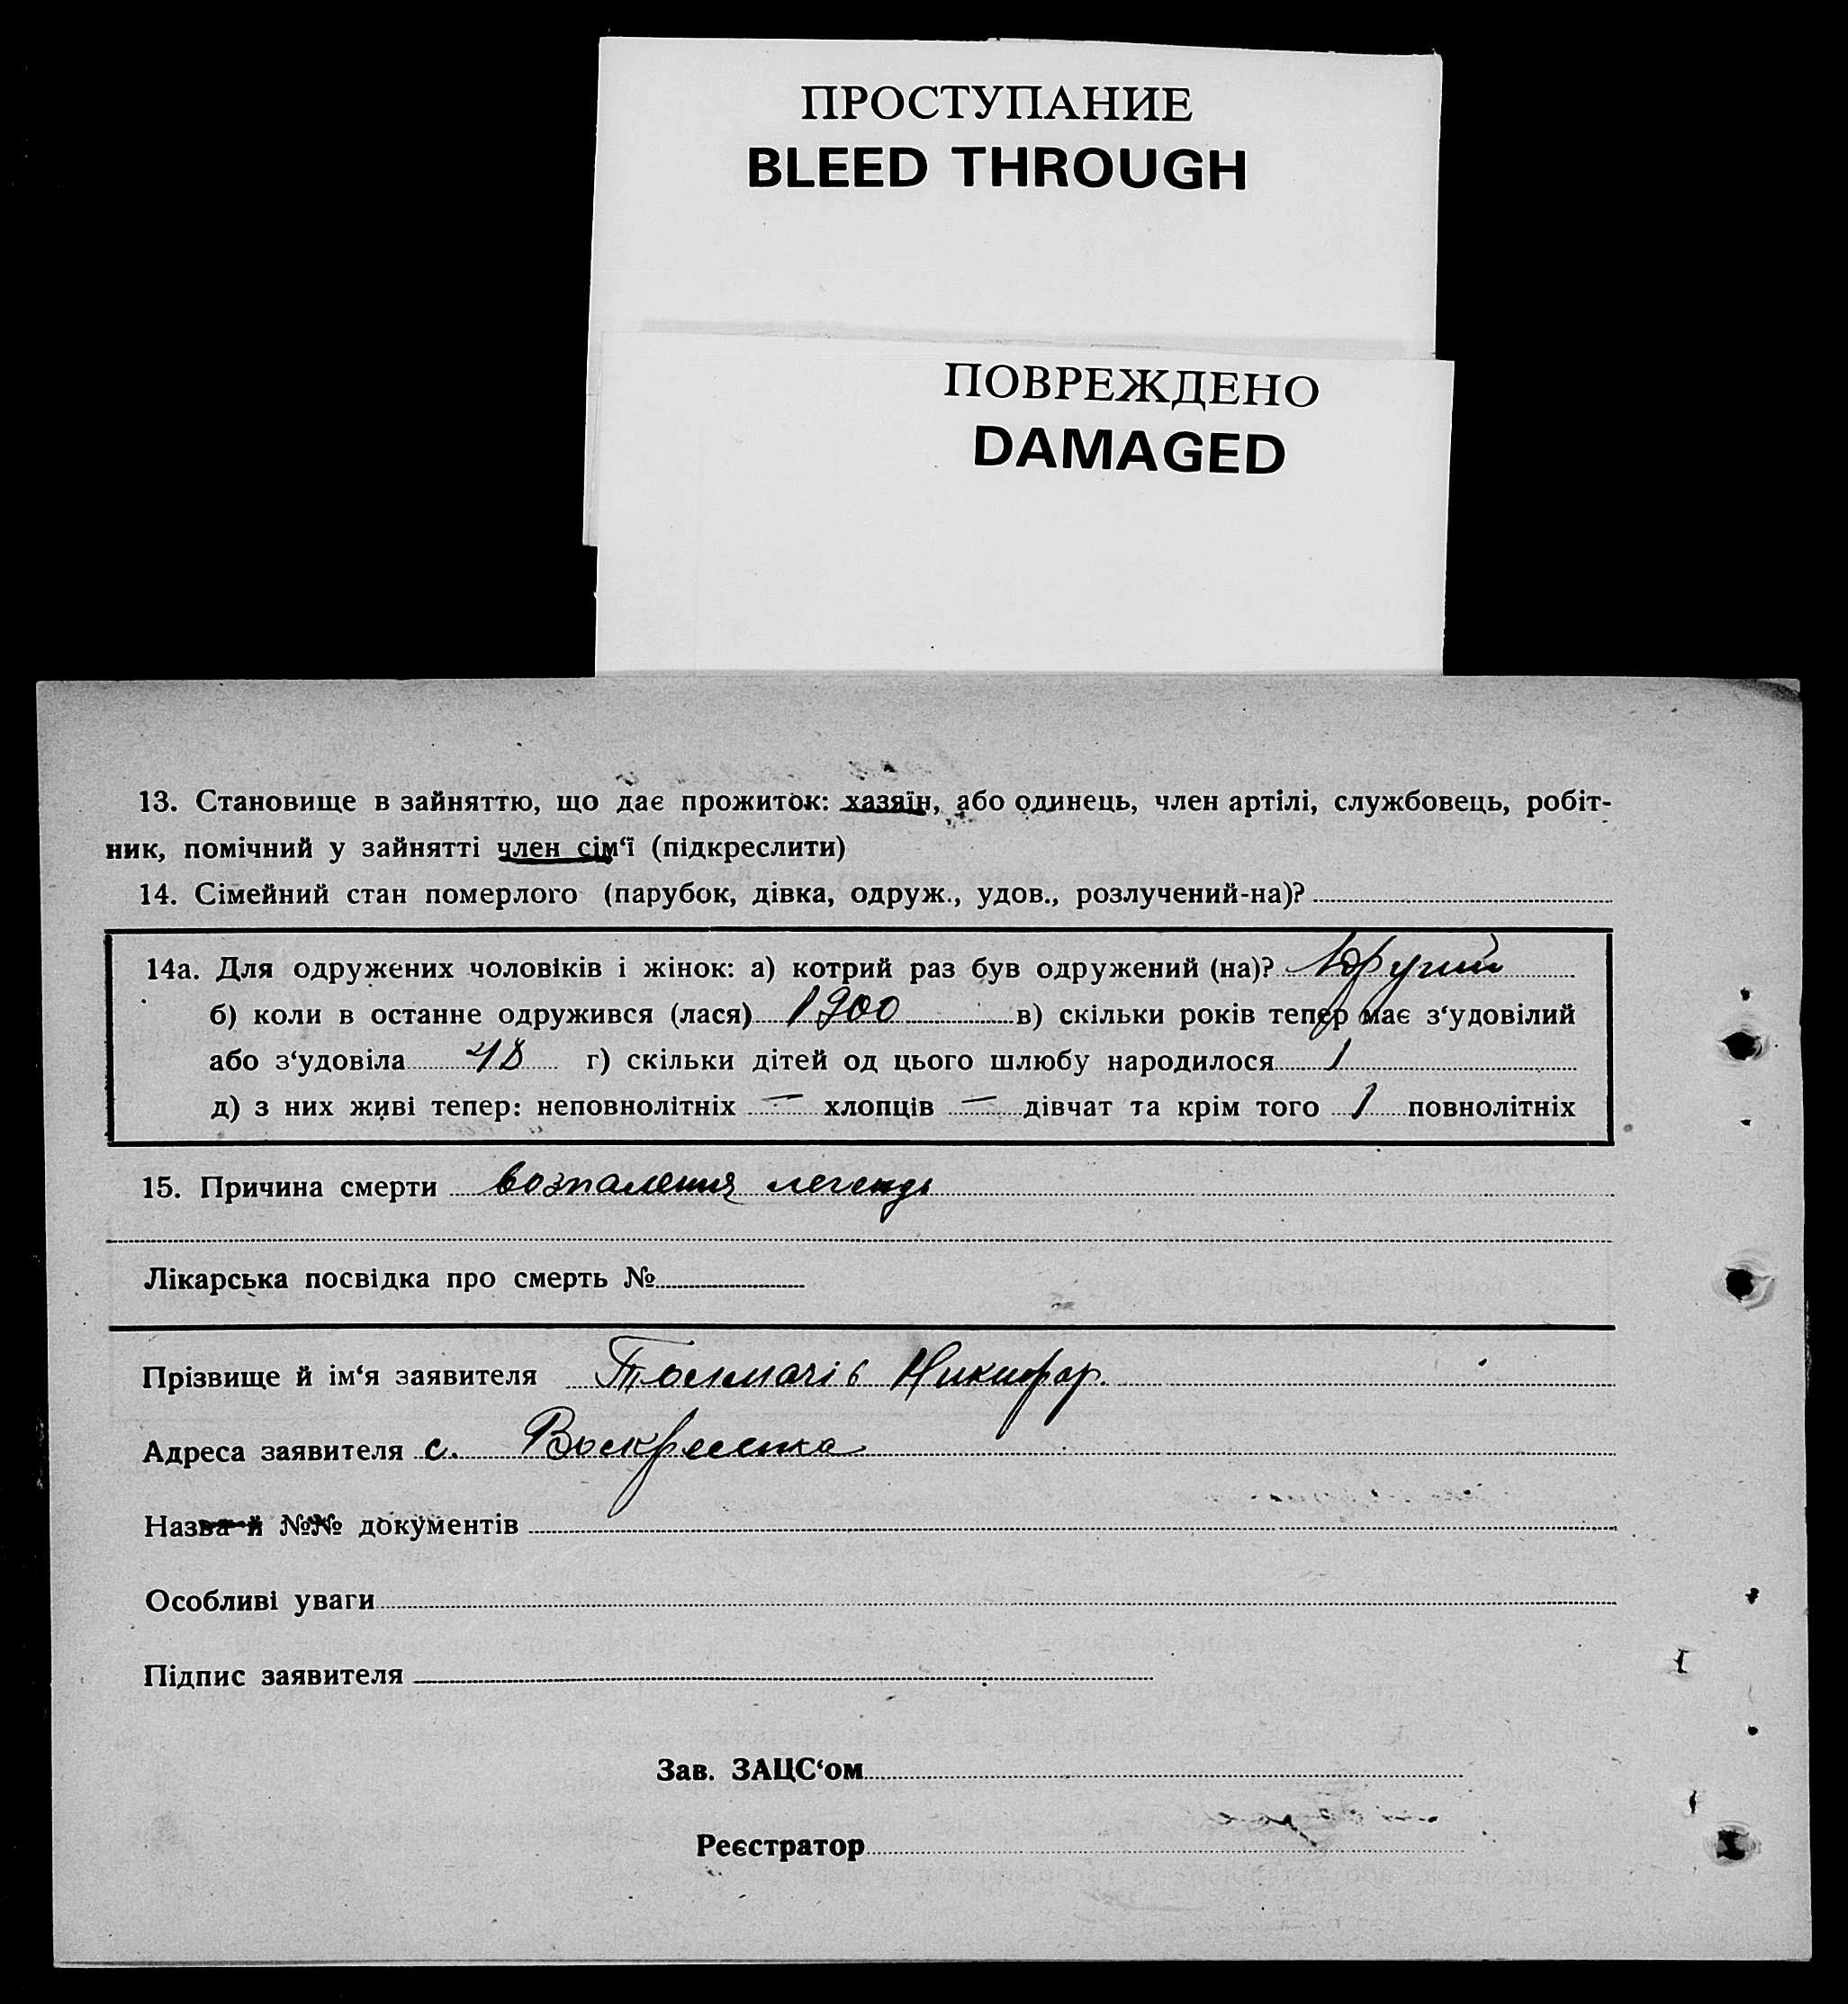 ПРОСТУПАНИЕ
BLEED THROUGH
ПОВРЕЖДЕНО
DAMAGED
13. Становище в зайняттю, що дає прожиток: хазяїн, або одинець, член артілі, службовець, робіт-
ник, помічний у зайнятті член сім‘ї (підкреслити)
14. Сімейний стан померлого (парубок, дівка, одруж., удов., розлучений-на)?
14а. Для одружених чоловіків і жінок: а) котрий раз був одружений (на)? Другий
б) коли в останне одружився (лася) 1900 в) скільки років тепер має з‘удовілий
або з‘удовіла 48 г) скільки дітей од цього шлюбу народилося 1
д) з них живі тепер: неповнолітніх — хлопців — дівчат та крім того 1 повнолітніх
15. Причина смерти возпаления легень
Лікарська посвідка про смерть №
Прізвище й ім‘я заявителя Толмачів Никифор.
Адреса заявителя с. Воскресенка
Назва й №№ документів
Особливі уваги
Підпис заявителя
Зав. ЗАЦС‘ом
Реєстратор